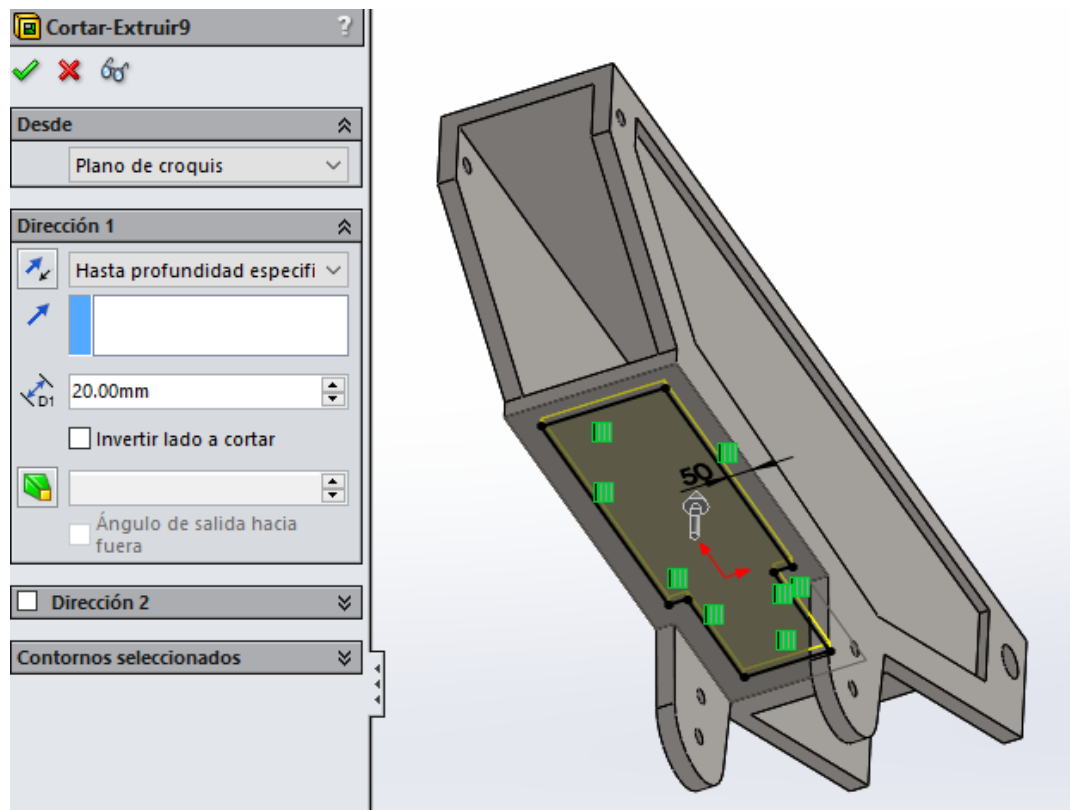 Cortar-Extruir9
?
Desde
Plano de croquis
Dirección 1
Hasta profundidad especifi
D1
20.00mm
Invertir lado a cortar
Ángulo de salida hacia
fuera
Dirección 2
Contornos seleccionados
50